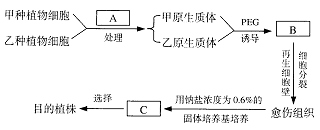 甲种植物细胞
乙种植物细胞
A
处理
甲原生质体
乙原生质体
PEG
诱导
B
细胞分裂
再生细胞壁
愈伤组织
用钠盐浓度为0.6%的
固体培养基培养
C
选择
目的植株